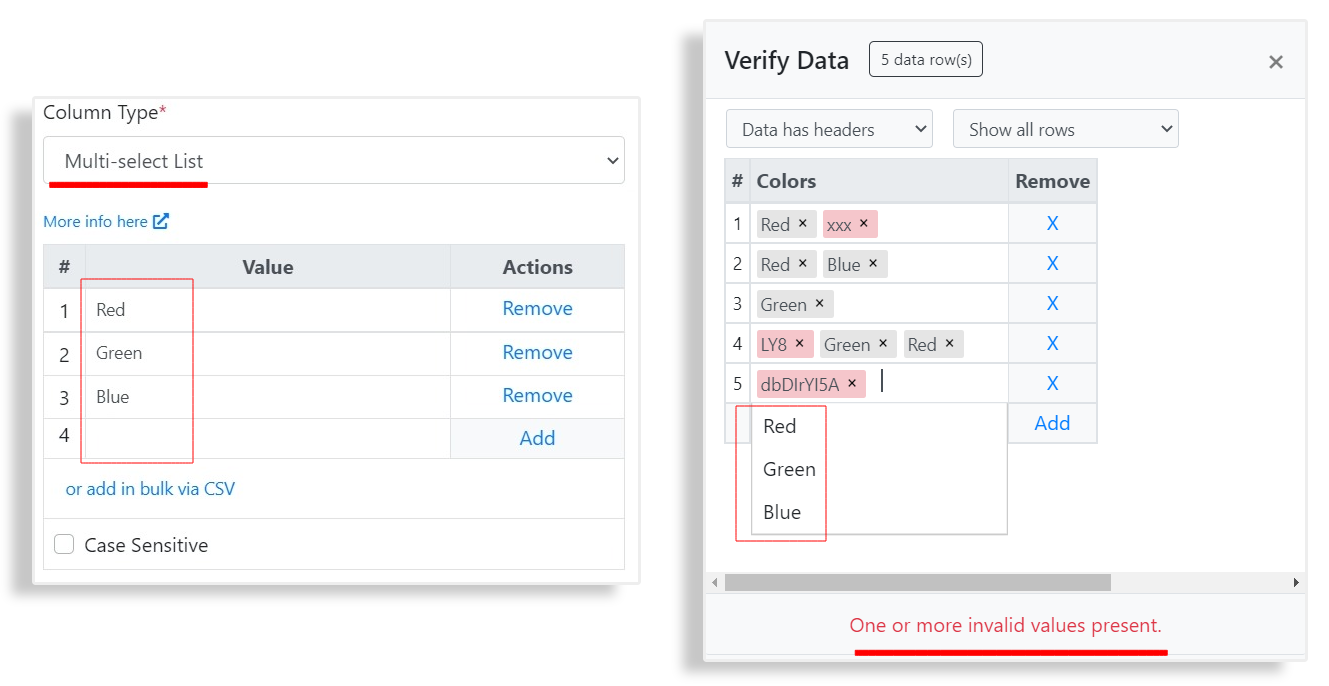 Column Type*
Multi-select List
More info here
# Value Actions
1 Red Remove
2 Green Remove
3 Blue Remove
4 Add
or add in bulk via CSV
Case Sensitive
Verify Data 5 data row(s) ×
Data has headers Show all rows
# Colors Remove
1 Red × xxx × X
2 Red × Blue × X
3 Green × X
4 LY8 × Green × Red × X
5 dbDIrYI5A × X
Red Add
Green
Blue
One or more invalid values present.